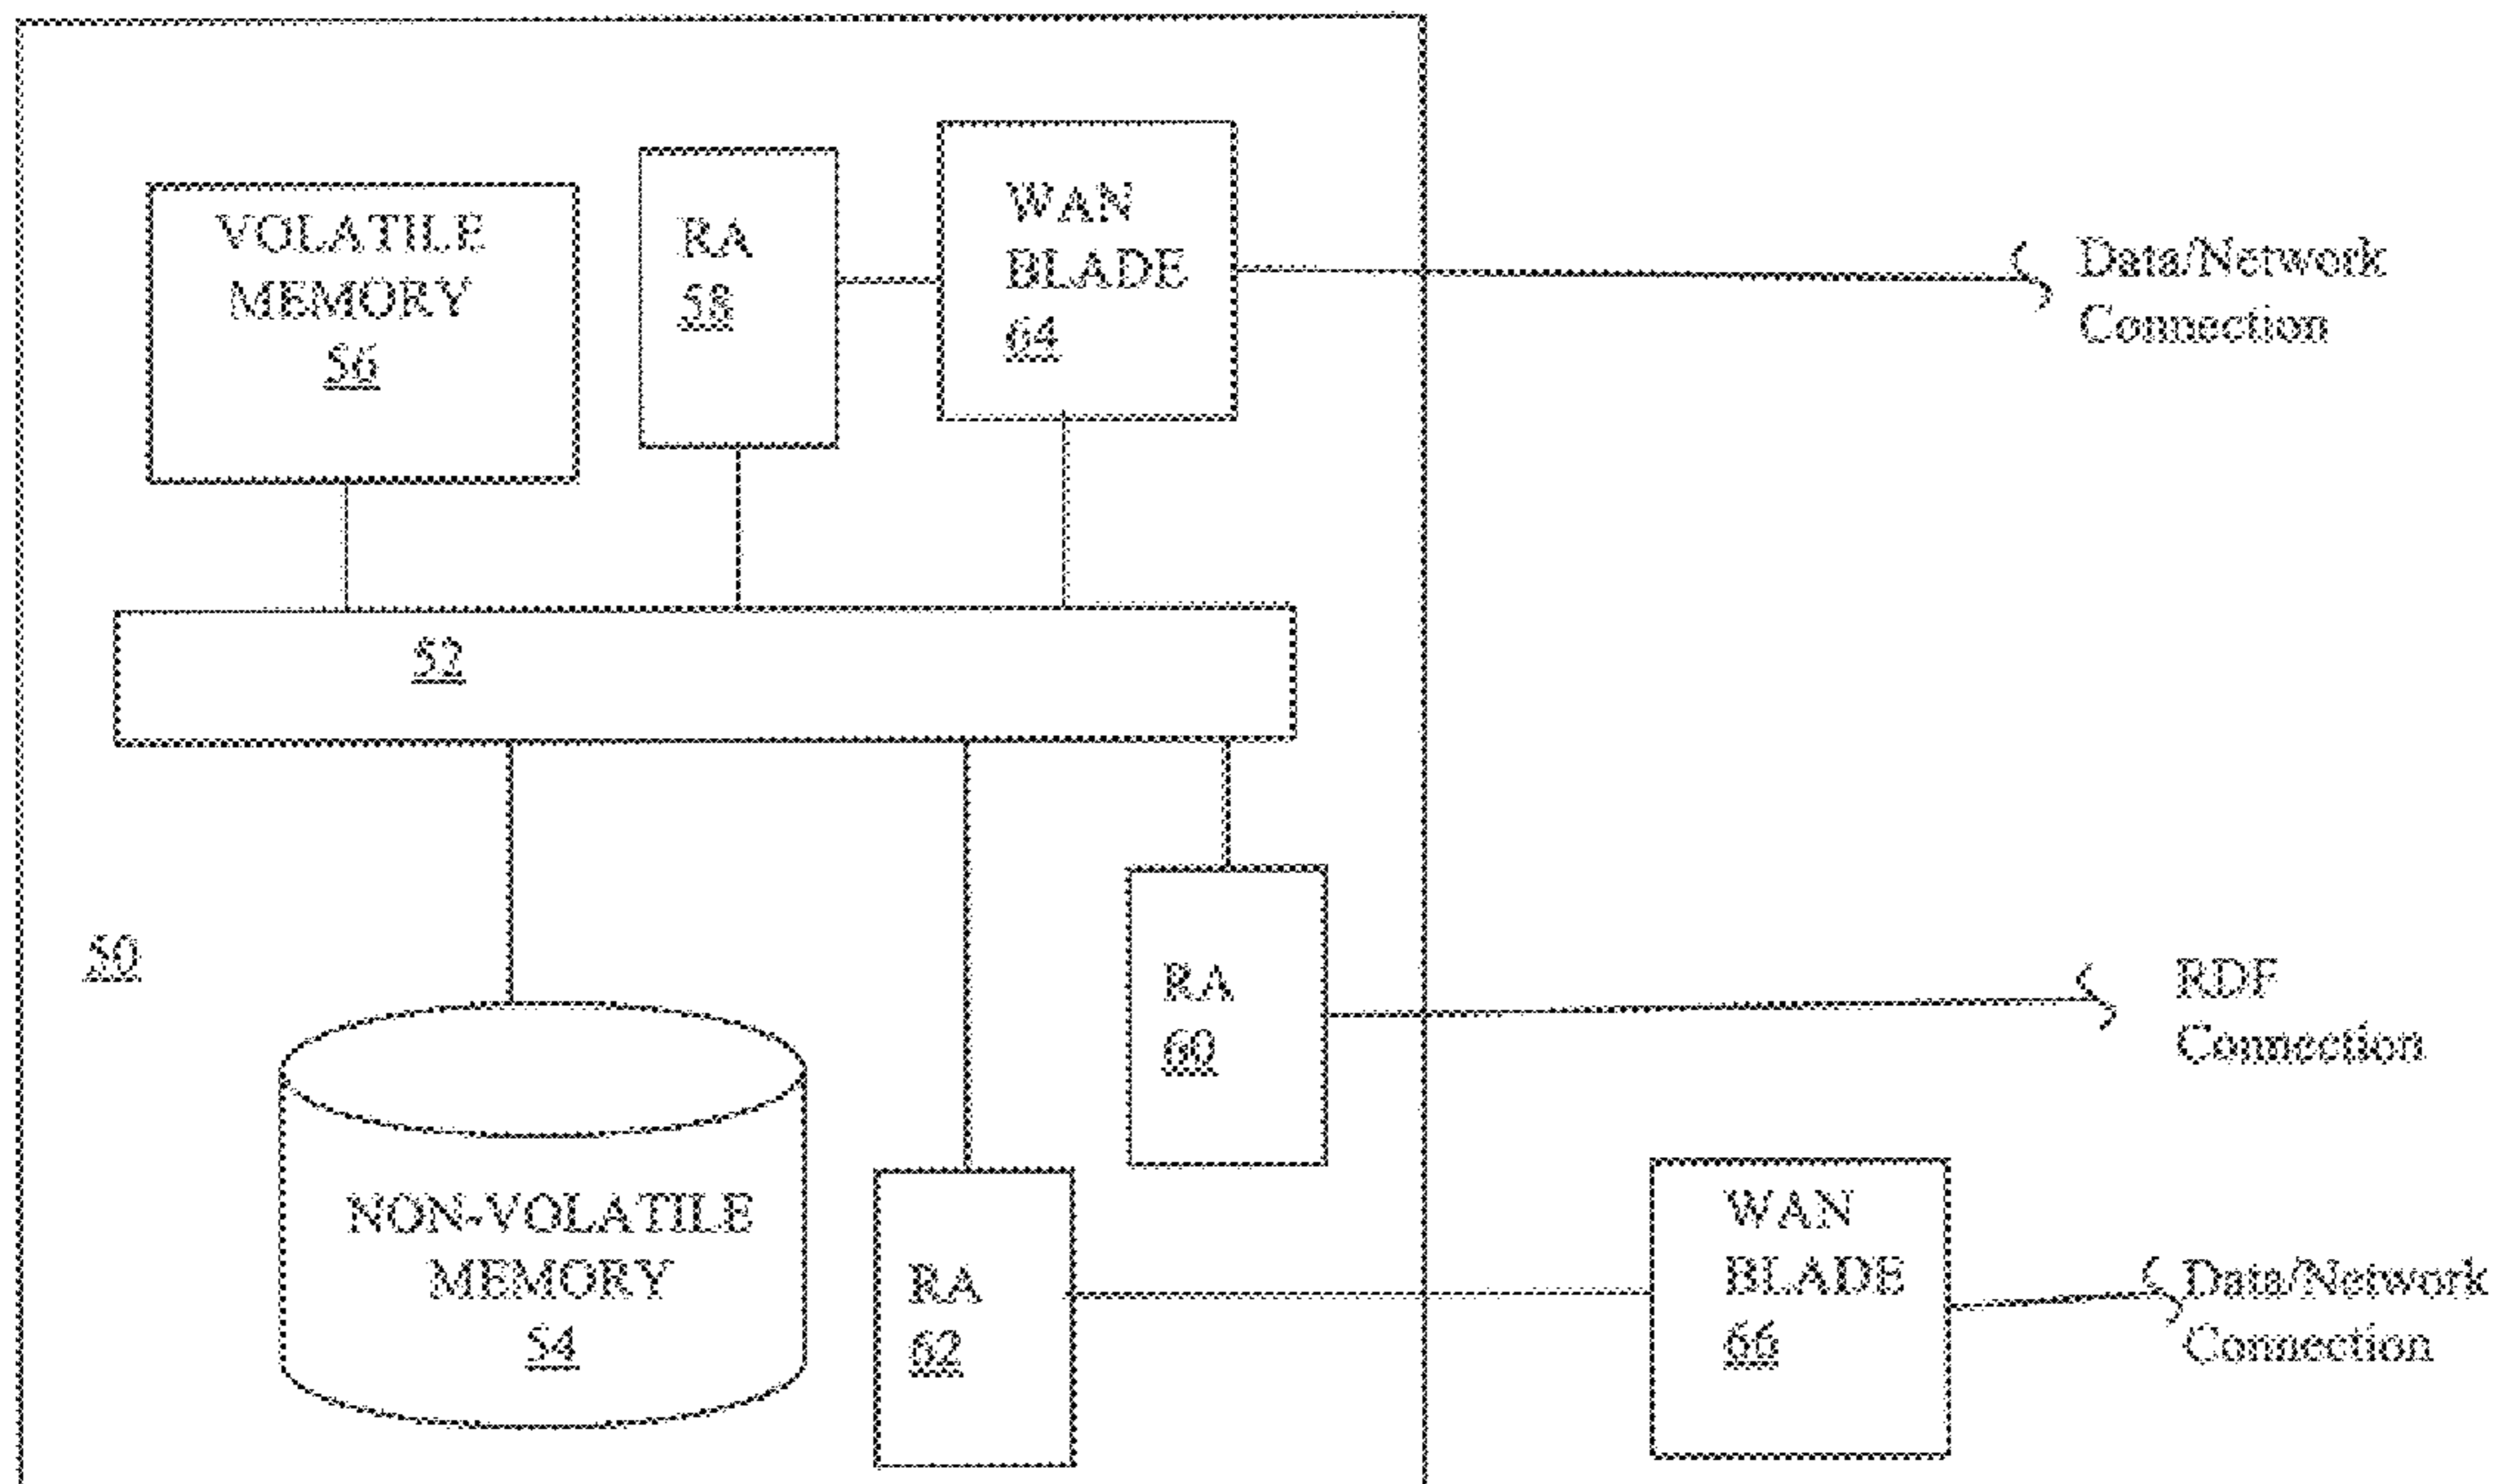 VOLATILE
MEMORY
56
RA
58
WAN
BLADE
64
Data/Network
Connection
52
50
RA
60
RDF
Connection
NON-VOLATILE
MEMORY
54
RA
62
WAN
BLADE
66
Data/Network
Connection